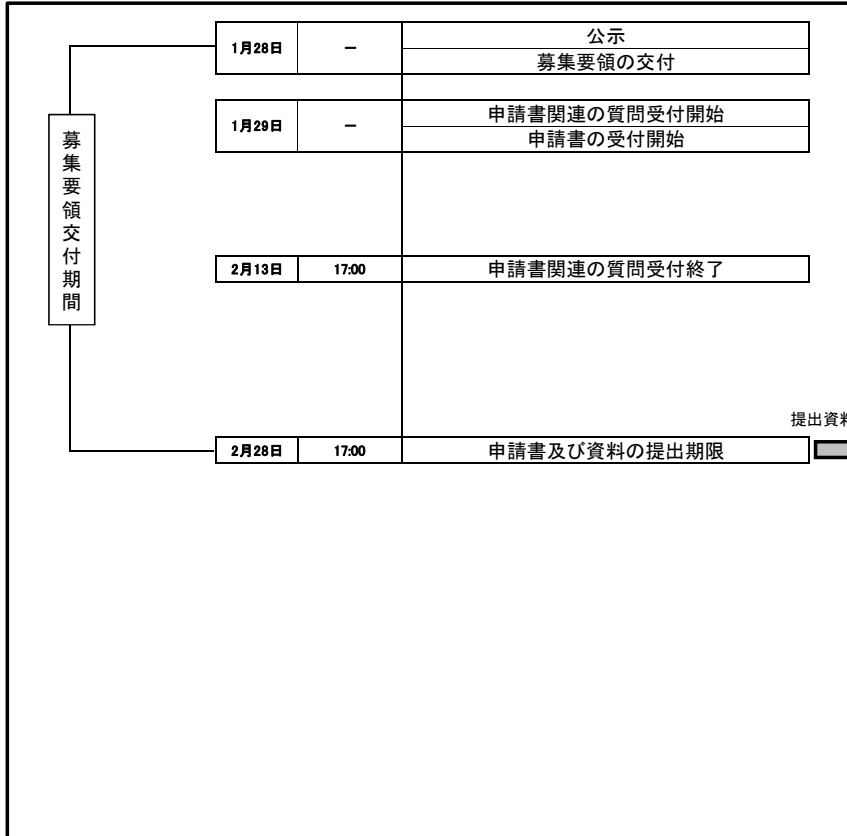 1月28日 － 公示
募集要領の交付
1月29日 － 申請書関連の質問受付開始
申請書の受付開始
募集要領交付期間
2月13日 17:00 申請書関連の質問受付終了
提出資料
2月28日 17:00 申請書及び資料の提出期限